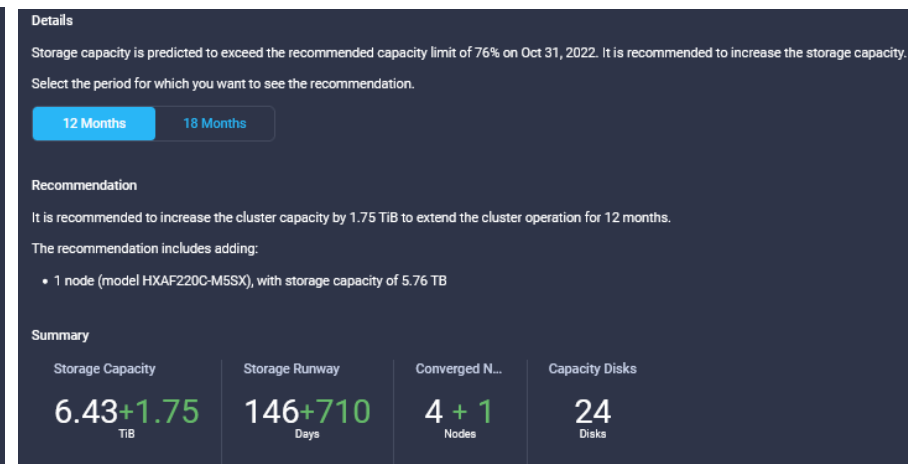 Details
Storage capacity is predicted to exceed the recommended capacity limit of 76% on Oct 31, 2022. It is recommended to increase the storage capacity.
Select the period for which you want to see the recommendation.
12 Months 18 Months
Recommendation
It is recommended to increase the cluster capacity by 1.75 TiB to extend the cluster operation for 12 months.
The recommendation includes adding:
• 1 node (model HXAF220C-M5SX), with storage capacity of 5.76 TB
Summary
Storage Capacity Storage Runway Converged N... Capacity Disks
6.43+1.75 146+710 4 + 1 24
TiB Days Nodes Disks